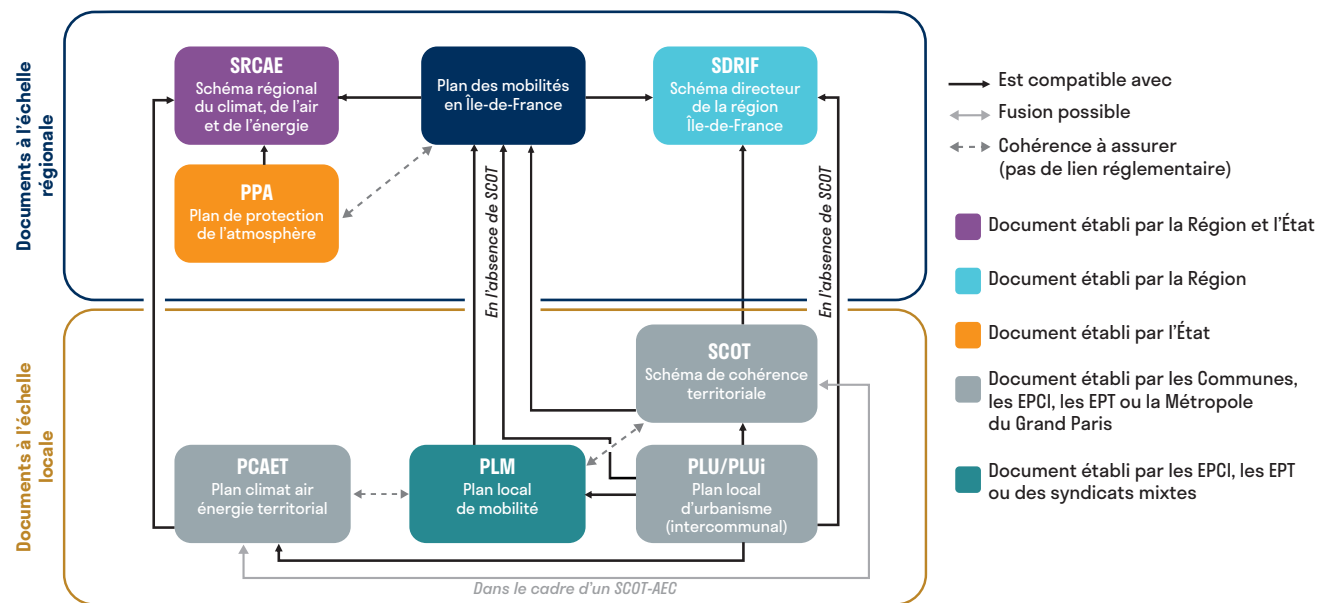 Documents à l'échelle
régionale
SRCAE
Schéma régional
du climat, de l'air
et de l'énergie
Plan des mobilités
en Île-de-France
SDRIF
Schéma directeur
de la région
Île-de-France
PPA
Plan de protection
de l'atmosphère
En l'absence de SCOT
En l'absence de SCOT
Documents à l'échelle
locale
SCOT
Schéma de cohérence
territoriale
PCAET
Plan climat air
énergie territorial
PLM
Plan local
de mobilité
PLU/PLUi
Plan local
d'urbanisme
(intercommunal)
Dans le cadre d'un SCOT-AEC
Est compatible avec
Fusion possible
Cohérence à assurer
(pas de lien réglementaire)
Document établi par la Région et l'État
Document établi par la Région
Document établi par l'État
Document établi par les Communes,
les EPCI, les EPT ou la Métropole
du Grand Paris
Document établi par les EPCI, les EPT
ou des syndicats mixtes